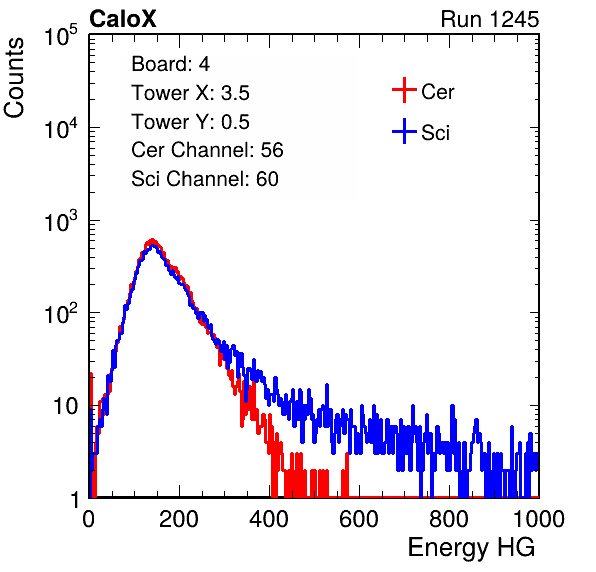 CaloX Run 1245
Counts
Board: 4
Tower X: 3.5
Tower Y: 0.5
Cer Channel: 56
Sci Channel: 60
Cer
Sci
10^5
10^4
10^3
10^2
10
1
0 200 400 600 800 1000
Energy HG